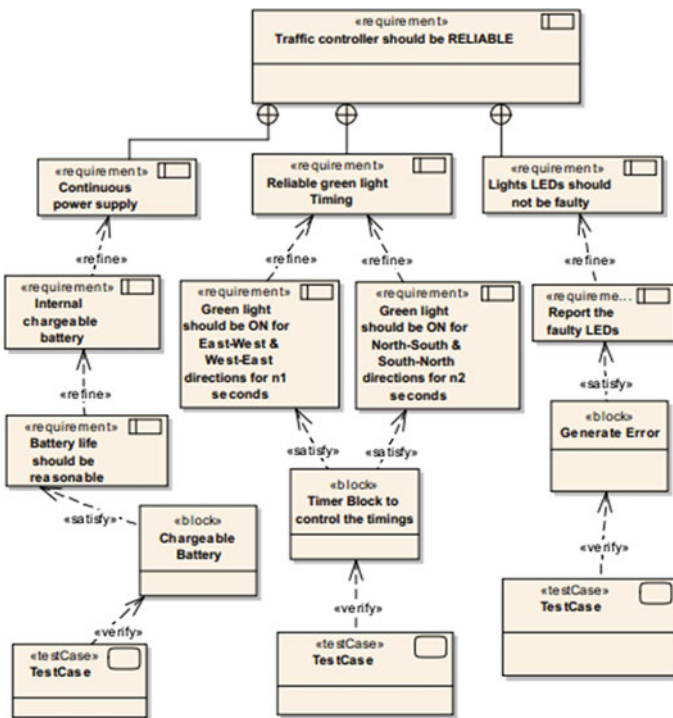 «requirement»
Traffic controller should be RELIABLE
«requirement»
Continuous
power supply
«requirement»
Reliable green light
Timing
«requirement»
Lights LEDs should
not be faulty
«refine»
«refine»
«refine»
«refine»
«requirement»
Internal
chargeable
battery
«requirement»
Green light
should be ON for
East-West &
West-East
directions for n1
seconds
«requirement»
Green light
should be ON for
North-South &
South-North
directions for n2
seconds
«requireme...
Report the
faulty LEDs
«refine»
«satisfy»
«requirement»
Battery life
should be
reasonable
«block»
Generate Error
«satisfy»
«satisfy»
«block»
Timer Block to
control the timings
«satisfy»
«block»
Chargeable
Battery
«verify»
«testCase»
TestCase
«verify»
«verify»
«testCase»
TestCase
«testCase»
TestCase